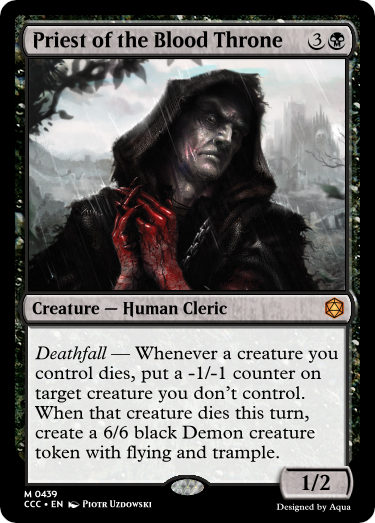 Priest of the Blood Throne 3
Creature — Human Cleric
Deathfall — Whenever a creature you
control dies, put a -1/-1 counter on
target creature you don't control.
When that creature dies this turn,
create a 6/6 black Demon creature
token with flying and trample.
1/2
M 0439
CCC • EN Piotr Uzdowski
Designed by Aqua